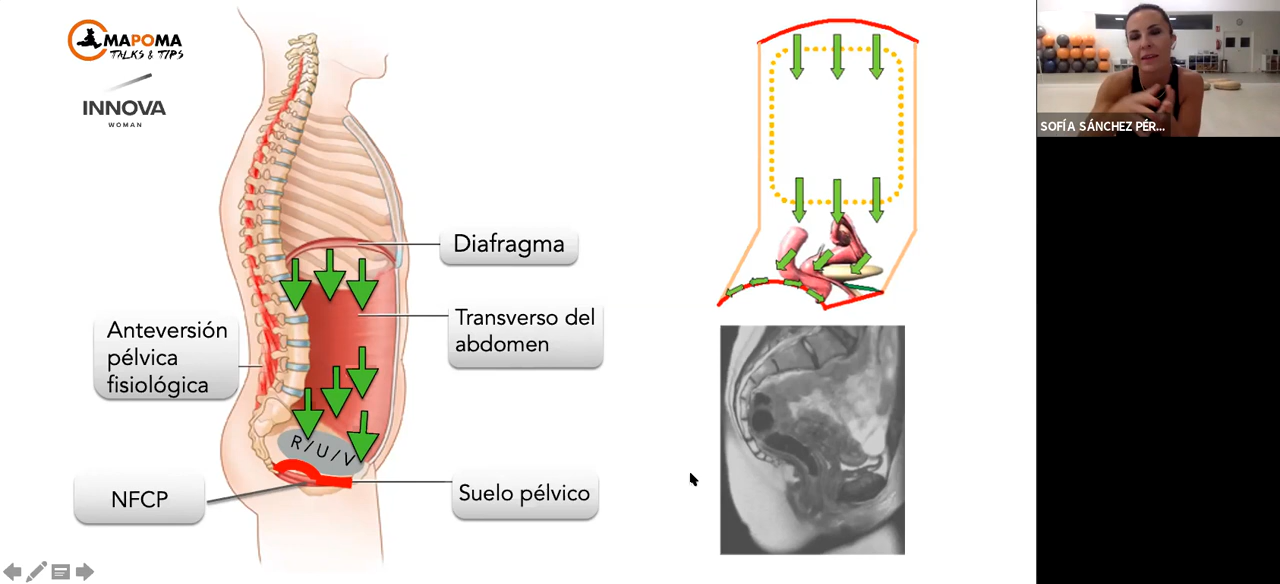 MAPOMA
TALKS & TIPS
INNOVA
WOMAN
Diafragma
Transverso del
abdomen
Anteversión
pélvica
fisiológica
R/U/V
NFCP
Suelo pélvico
SOFÍA SÁNCHEZ PÉR...